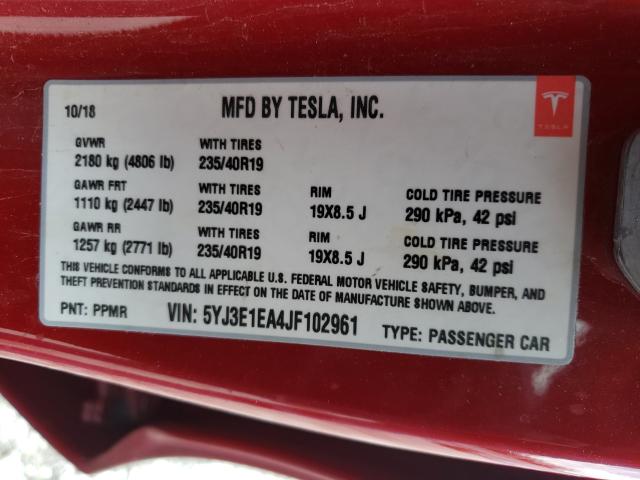 10/18 MFD BY TESLA, INC.
TESLA
GVWR WITH TIRES
2180 kg (4806 lb) 235/40R19
GAWR FRT WITH TIRES RIM COLD TIRE PRESSURE
1110 kg (2447 lb) 235/40R19 19X8.5 J 290 kPa, 42 psi
GAWR RR WITH TIRES RIM COLD TIRE PRESSURE
1257 kg (2771 lb) 235/40R19 19X8.5 J 290 kPa, 42 psi
THIS VEHICLE CONFORMS TO ALL APPLICABLE U.S. FEDERAL MOTOR VEHICLE SAFETY, BUMPER, AND
THEFT PREVENTION STANDARDS IN EFFECT ON THE DATE OF MANUFACTURE SHOWN ABOVE.
PNT: PPMR VIN: 5YJ3E1EA4JF102961 TYPE: PASSENGER CAR